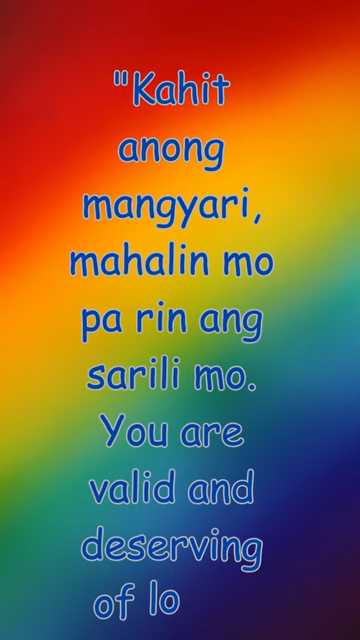 "Kahit
anong
mangyari,
mahalin mo
pa rin ang
sarili mo.
You are
valid and
deserving
of lo